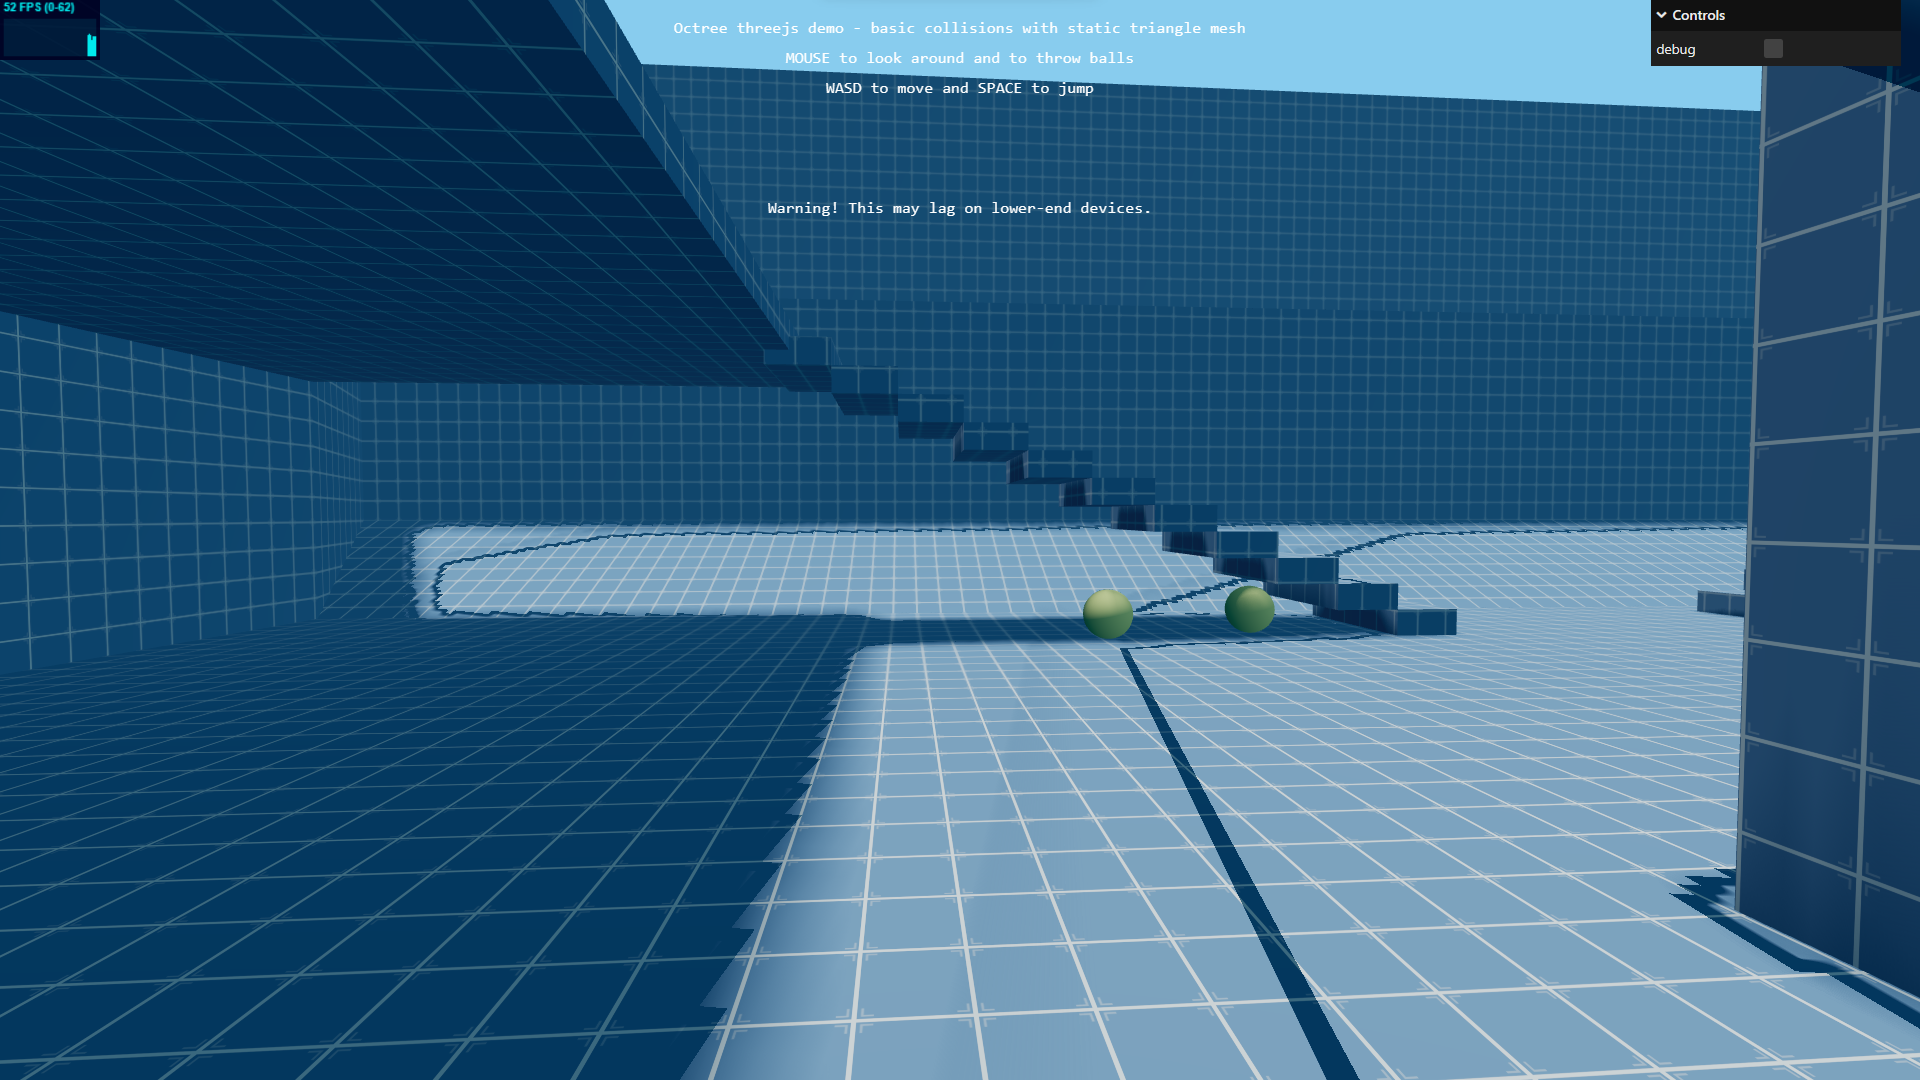 52 FPS (0-62)
Octree threejs demo - basic collisions with static triangle mesh
MOUSE to look around and to throw balls
WASD to move and SPACE to jump
Warning! This may lag on lower-end devices.
Controls
debug